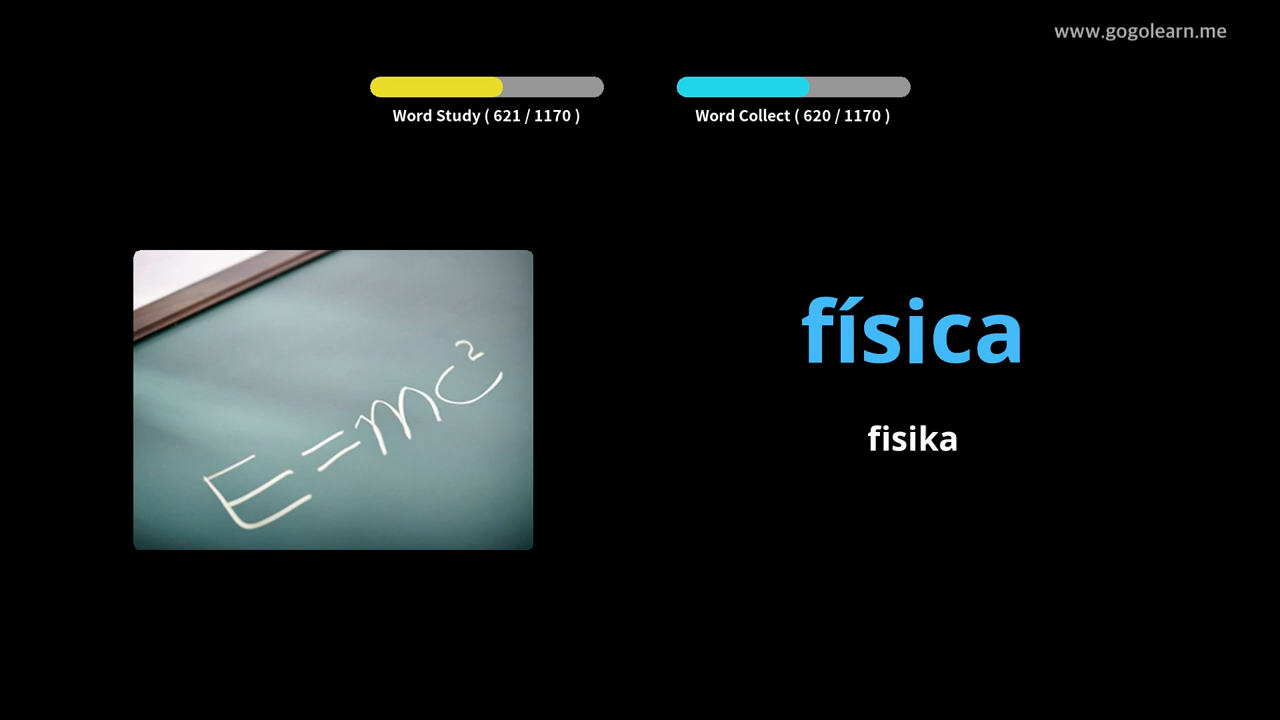 www.gogolearn.me
Word Study ( 621 / 1170 )
Word Collect ( 620 / 1170 )
E=mc²
física
fisika